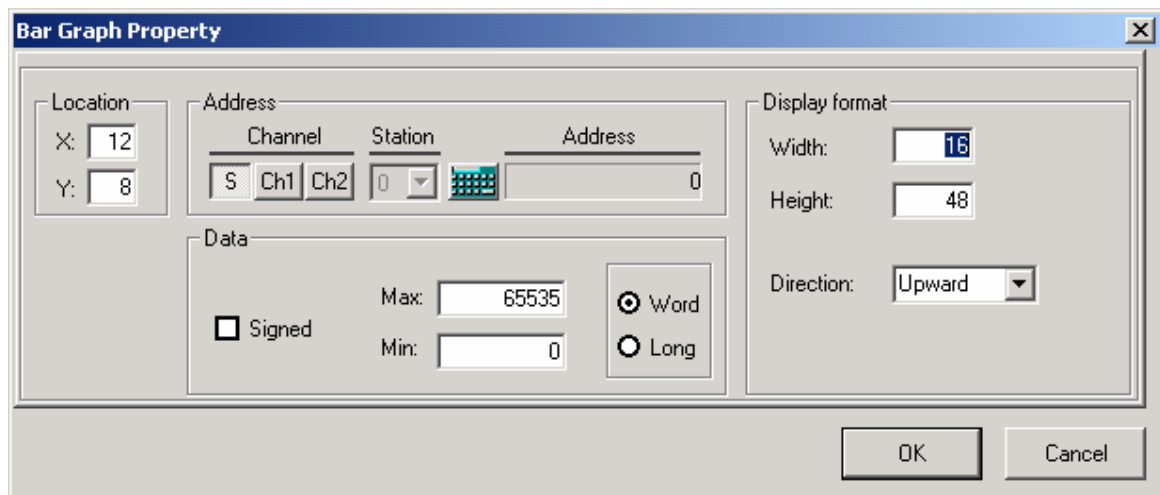 Bar Graph Property
Location
X: 12
Y: 8
Address
Channel Station Address
S Ch1 Ch2 0 0
Data
Signed
Max: 65535
Min: 0
Word
Long
Display format
Width: 16
Height: 48
Direction: Upward
OK Cancel